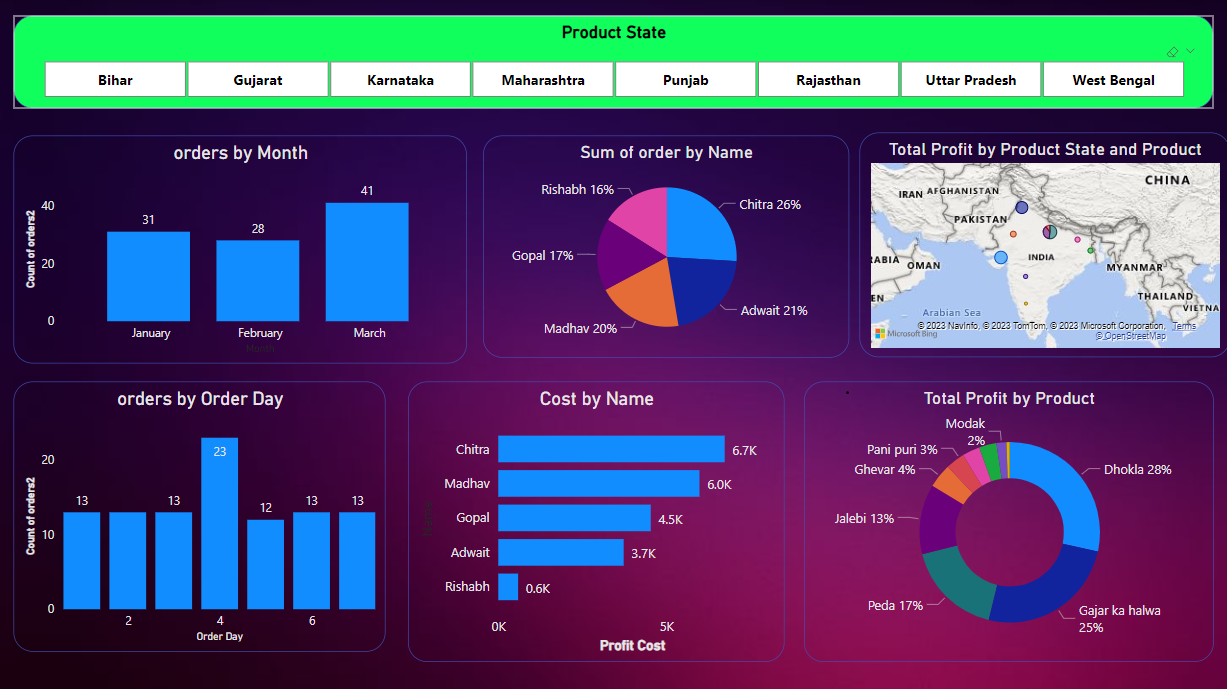 Product State
Bihar
Gujarat
Karnataka
Maharashtra
Punjab
Rajasthan
Uttar Pradesh
West Bengal
orders by Month
Count of orders2
40
20
0
31
28
41
January
February
March
Month
Sum of order by Name
Rishabh 16%
Chitra 26%
Gopal 17%
Madhav 20%
Adwait 21%
Total Profit by Product State and Product
CHINA
IRAN
AFGHANISTAN
PAKISTAN
RABIA
OMAN
INDIA
MYANMAR
EN
THAILAND
VIETNA
Arabian Sea
© 2023 NavInfo, © 2023 TomTom, © 2023 Microsoft Corporation, Terms
© OpenStreetMap
Microsoft Bing
orders by Order Day
Count of orders2
20
10
0
13
13
23
12
13
13
2
4
6
Order Day
Cost by Name
Chitra
6.7K
Madhav
6.0K
Gopal
4.5K
Adwait
3.7K
Rishabh
0.6K
0K
5K
Profit Cost
Total Profit by Product
Modak
2%
Pani puri 3%
Ghevar 4%
Dhokla 28%
Jalebi 13%
Peda 17%
Gajar ka halwa
25%